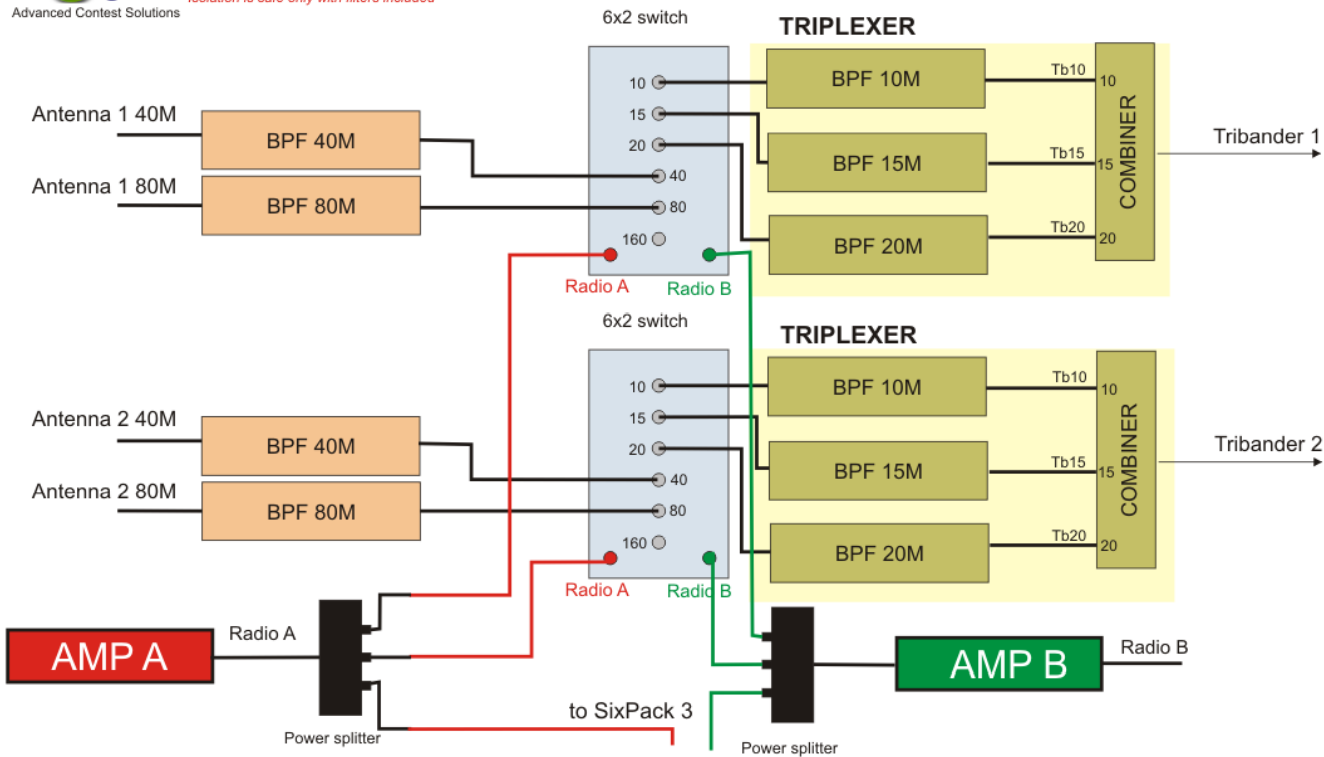 Advanced Contest Solutions
6x2 switch
TRIPLEXER
Antenna 1 40M
BPF 40M
Antenna 1 80M
BPF 80M
10
15
20
40
80
160
Radio A
Radio B
BPF 10M
BPF 15M
BPF 20M
Tb10
Tb15
Tb20
10
15
20
COMBINER
Tribander 1
6x2 switch
TRIPLEXER
Antenna 2 40M
BPF 40M
Antenna 2 80M
BPF 80M
10
15
20
40
80
160
Radio A
Radio B
BPF 10M
BPF 15M
BPF 20M
Tb10
Tb15
Tb20
10
15
20
COMBINER
Tribander 2
AMP A
Radio A
Power splitter
to SixPack 3
Power splitter
AMP B
Radio B